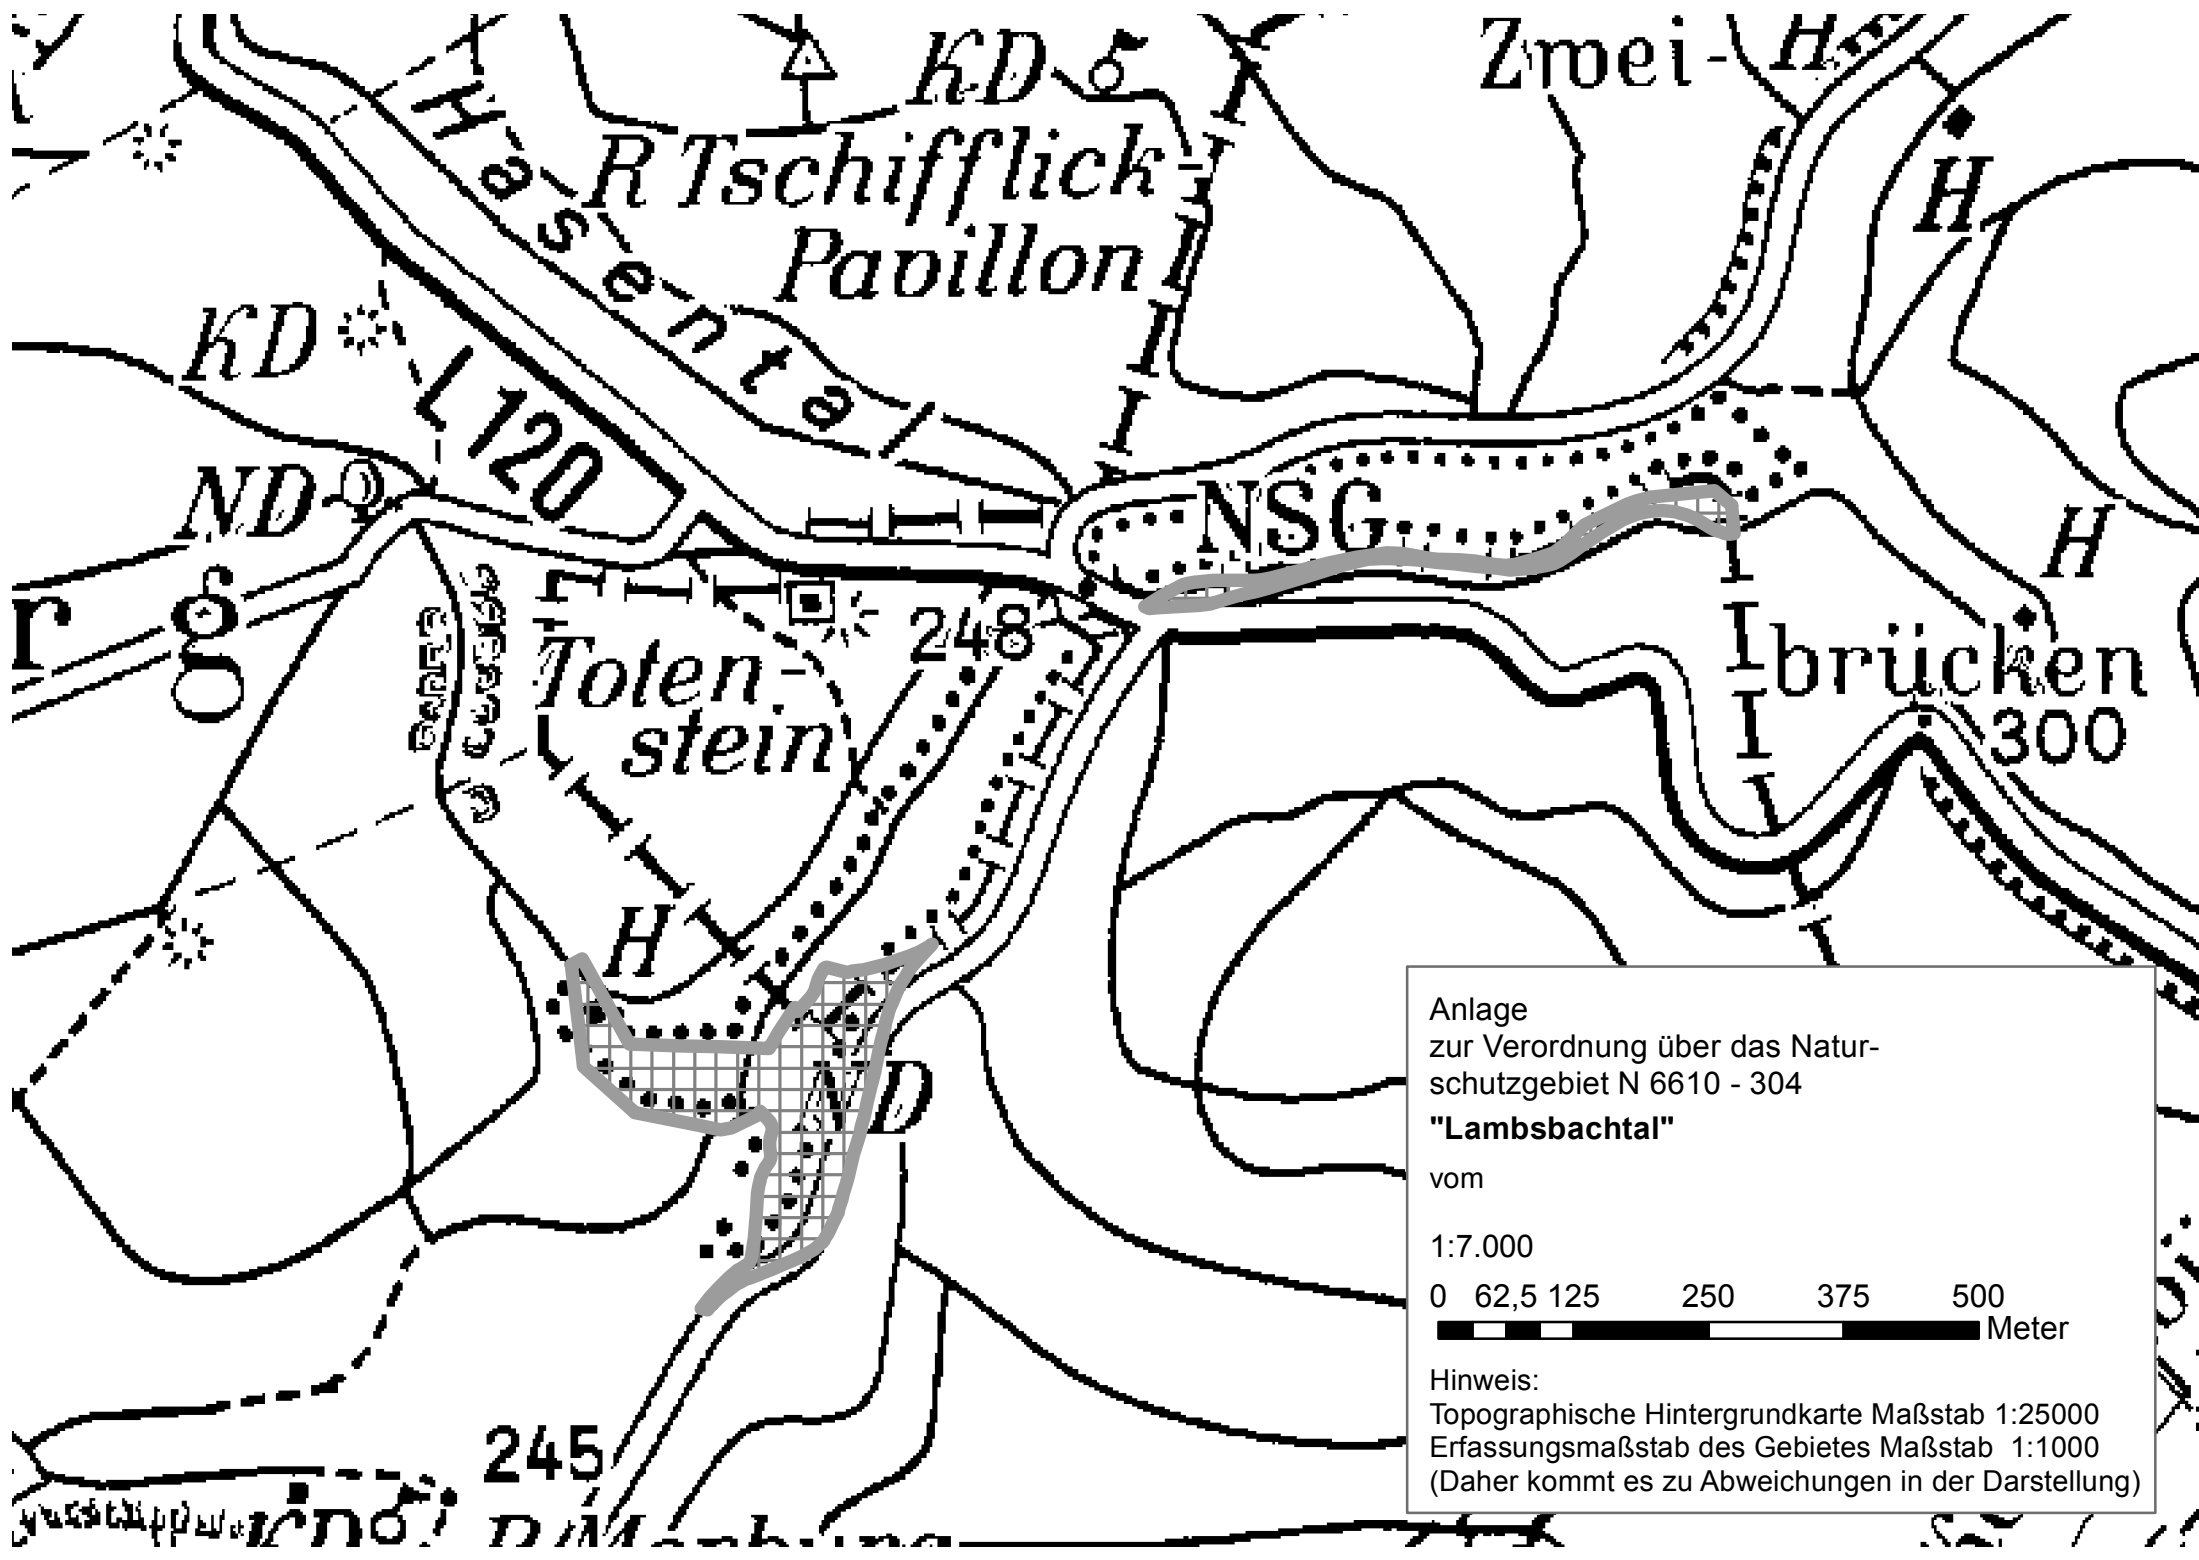 Zwei-
H
KD
R Tschifflick
Pavillon
Hasental
H
KD
L 120
ND
NSG
H
r g
248
Toten-
stein
brücken
300
H
ND
Anlage
zur Verordnung über das Natur-
schutzgebiet N 6610 - 304
"Lambsbachtal"
vom
1:7.000
0 62,5 125 250 375 500
Meter
Hinweis:
Topographische Hintergrundkarte Maßstab 1:25000
Erfassungsmaßstab des Gebietes Maßstab 1:1000
(Daher kommt es zu Abweichungen in der Darstellung)
245
KD